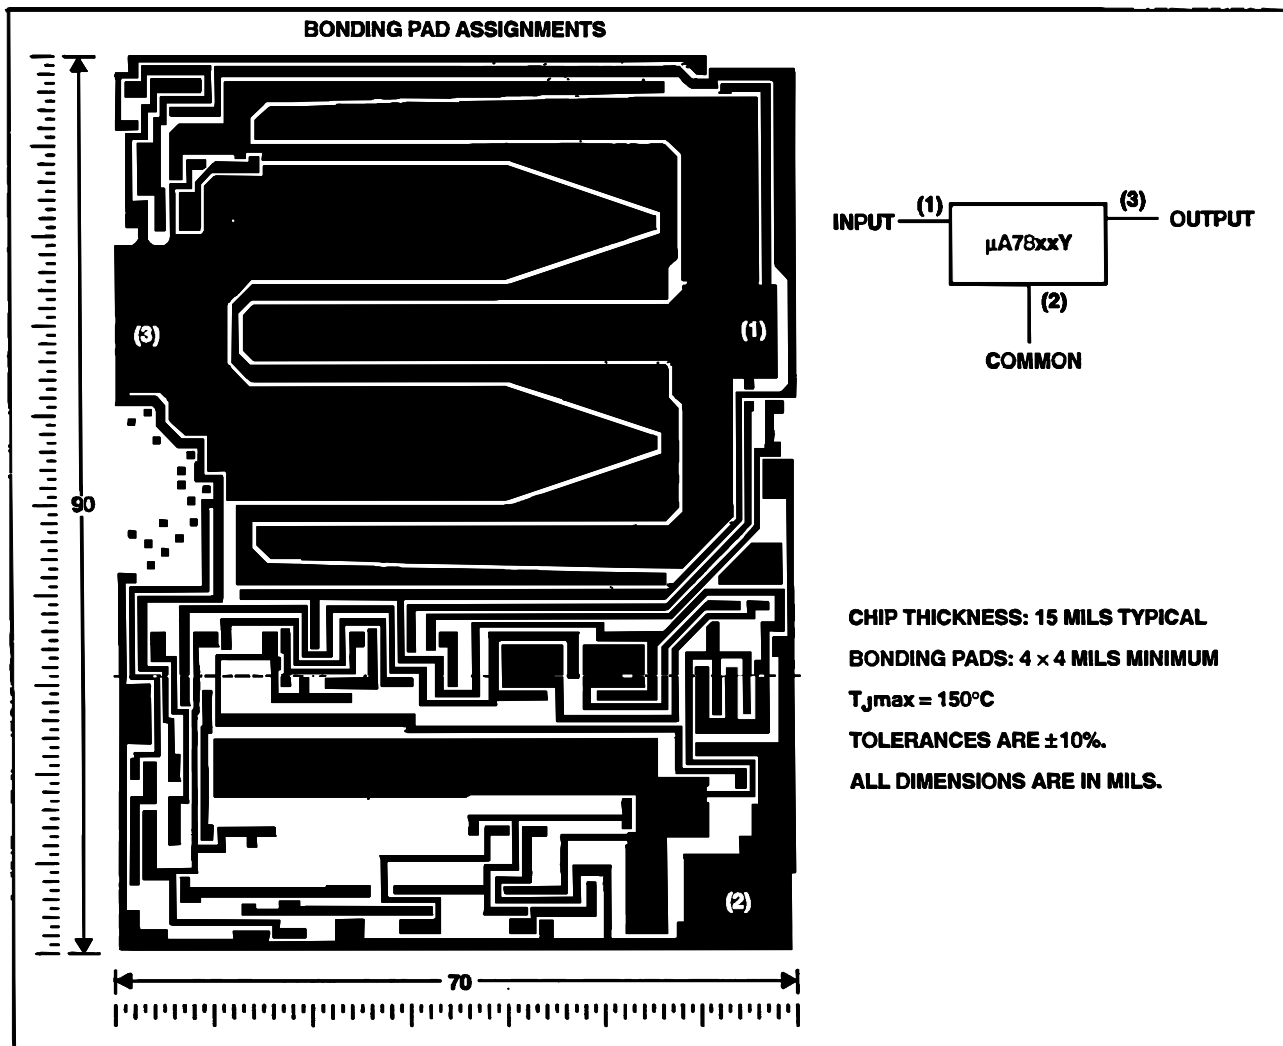 BONDING PAD ASSIGNMENTS
(1)
(3)
INPUT
OUTPUT
µA78xxY
(2)
COMMON
(3)
(1)
90
CHIP THICKNESS: 15 MILS TYPICAL
BONDING PADS: 4 × 4 MILS MINIMUM
TJmax = 150°C
TOLERANCES ARE ±10%.
ALL DIMENSIONS ARE IN MILS.
(2)
70